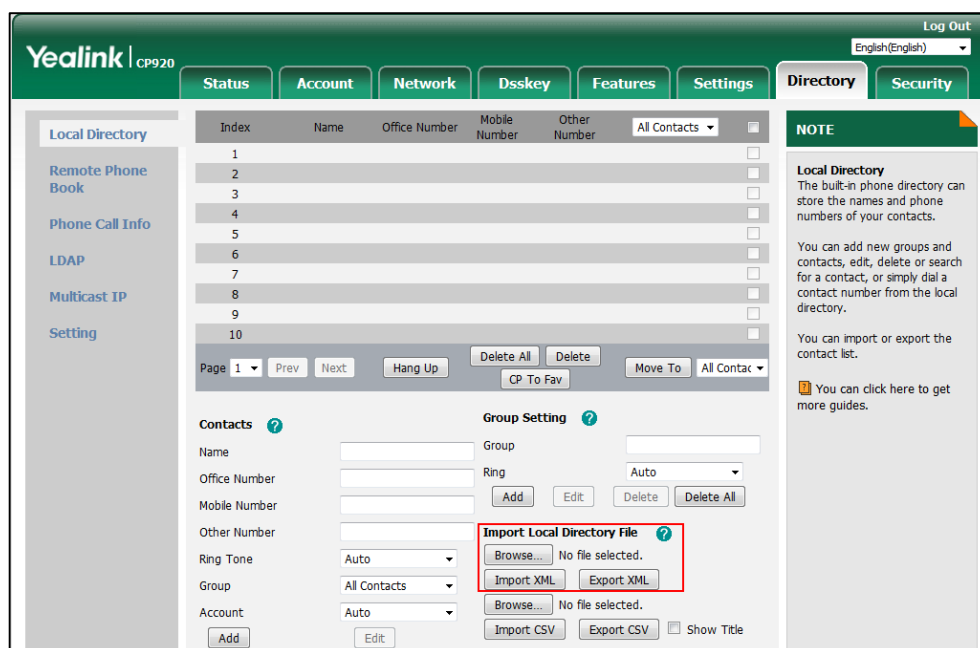 Log Out
Yealink CP920
English(English)
Status Account Network Dsskey Features Settings Directory Security
Local Directory
Remote Phone Book
Phone Call Info
LDAP
Multicast IP
Setting
Index Name Office Number Mobile Number Other Number All Contacts
1
2
3
4
5
6
7
8
9
10
Page 1 Prev Next Hang Up Delete All Delete CP To Fav Move To All Contac
Contacts ?
Name
Office Number
Mobile Number
Other Number
Ring Tone Auto
Group All Contacts
Account Auto
Add Edit
Group Setting ?
Group
Ring Auto
Add Edit Delete Delete All
Import Local Directory File ?
Browse... No file selected.
Import XML Export XML
Browse... No file selected.
Import CSV Export CSV Show Title
NOTE
Local Directory
The built-in phone directory can
store the names and phone
numbers of your contacts.
You can add new groups and
contacts, edit, delete or search
for a contact, or simply dial a
contact number from the local
directory.
You can import or export the
contact list.
? You can click here to get
more guides.